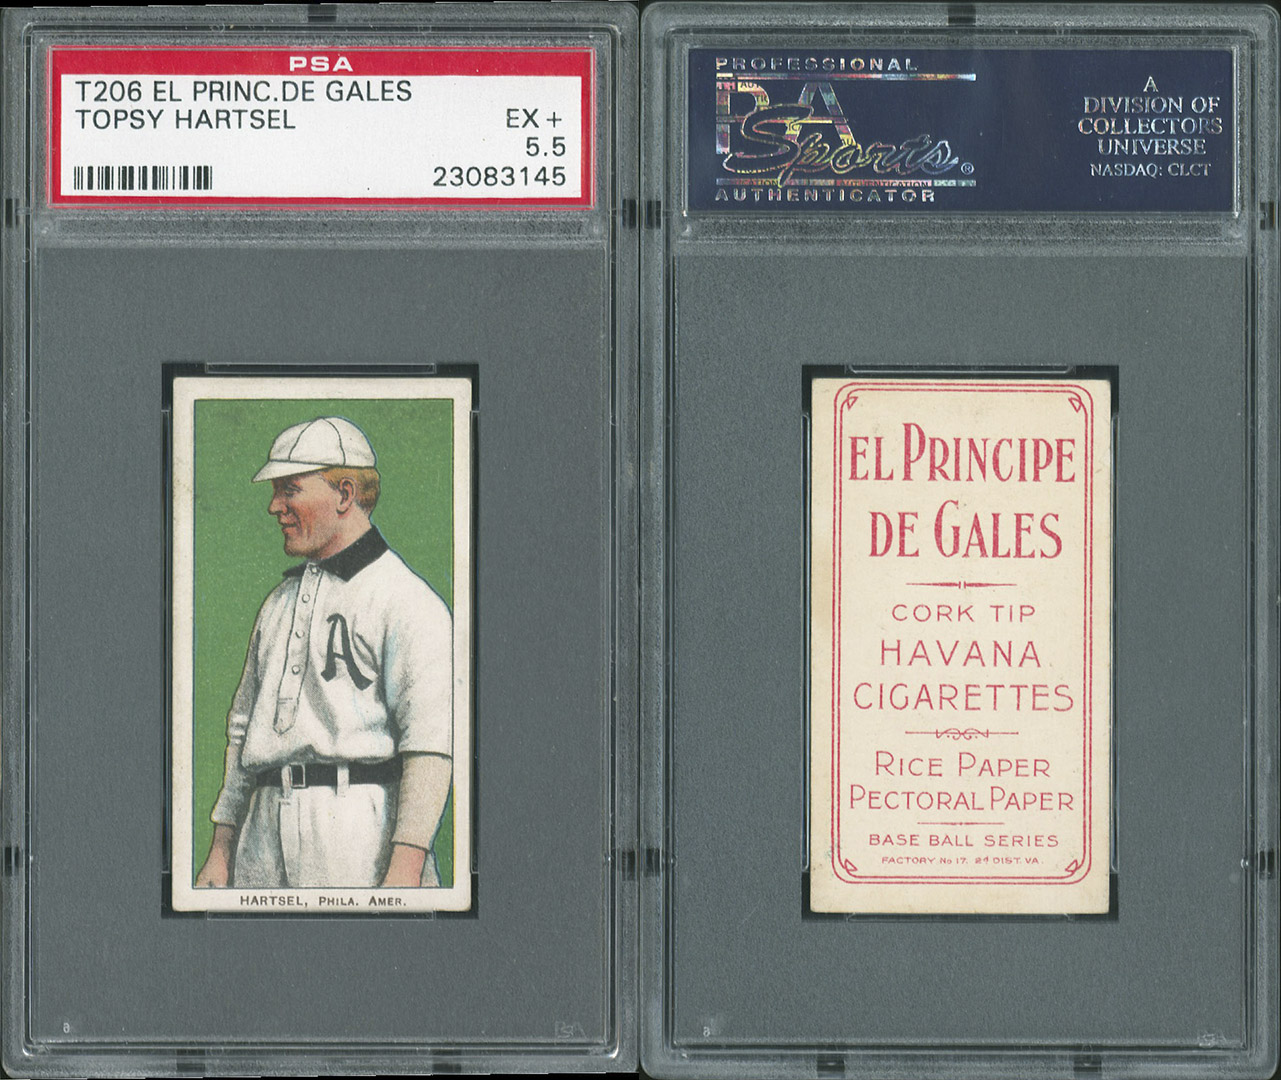 PSA
T206 EL PRINC.DE GALES
TOPSY HARTSEL
EX +
5.5
23083145
HARTSEL, PHILA. AMER.
PROFESSIONAL
PSA
Sports
®
AUTHENTICATOR
A
DIVISION OF
COLLECTORS
UNIVERSE
NASDAQ: CLCT
EL PRINCIPE
DE GALES
CORK TIP
HAVANA
CIGARETTES
RICE PAPER
PECTORAL PAPER
BASE BALL SERIES
FACTORY No 17. 2d DIST. VA.
A
PSA